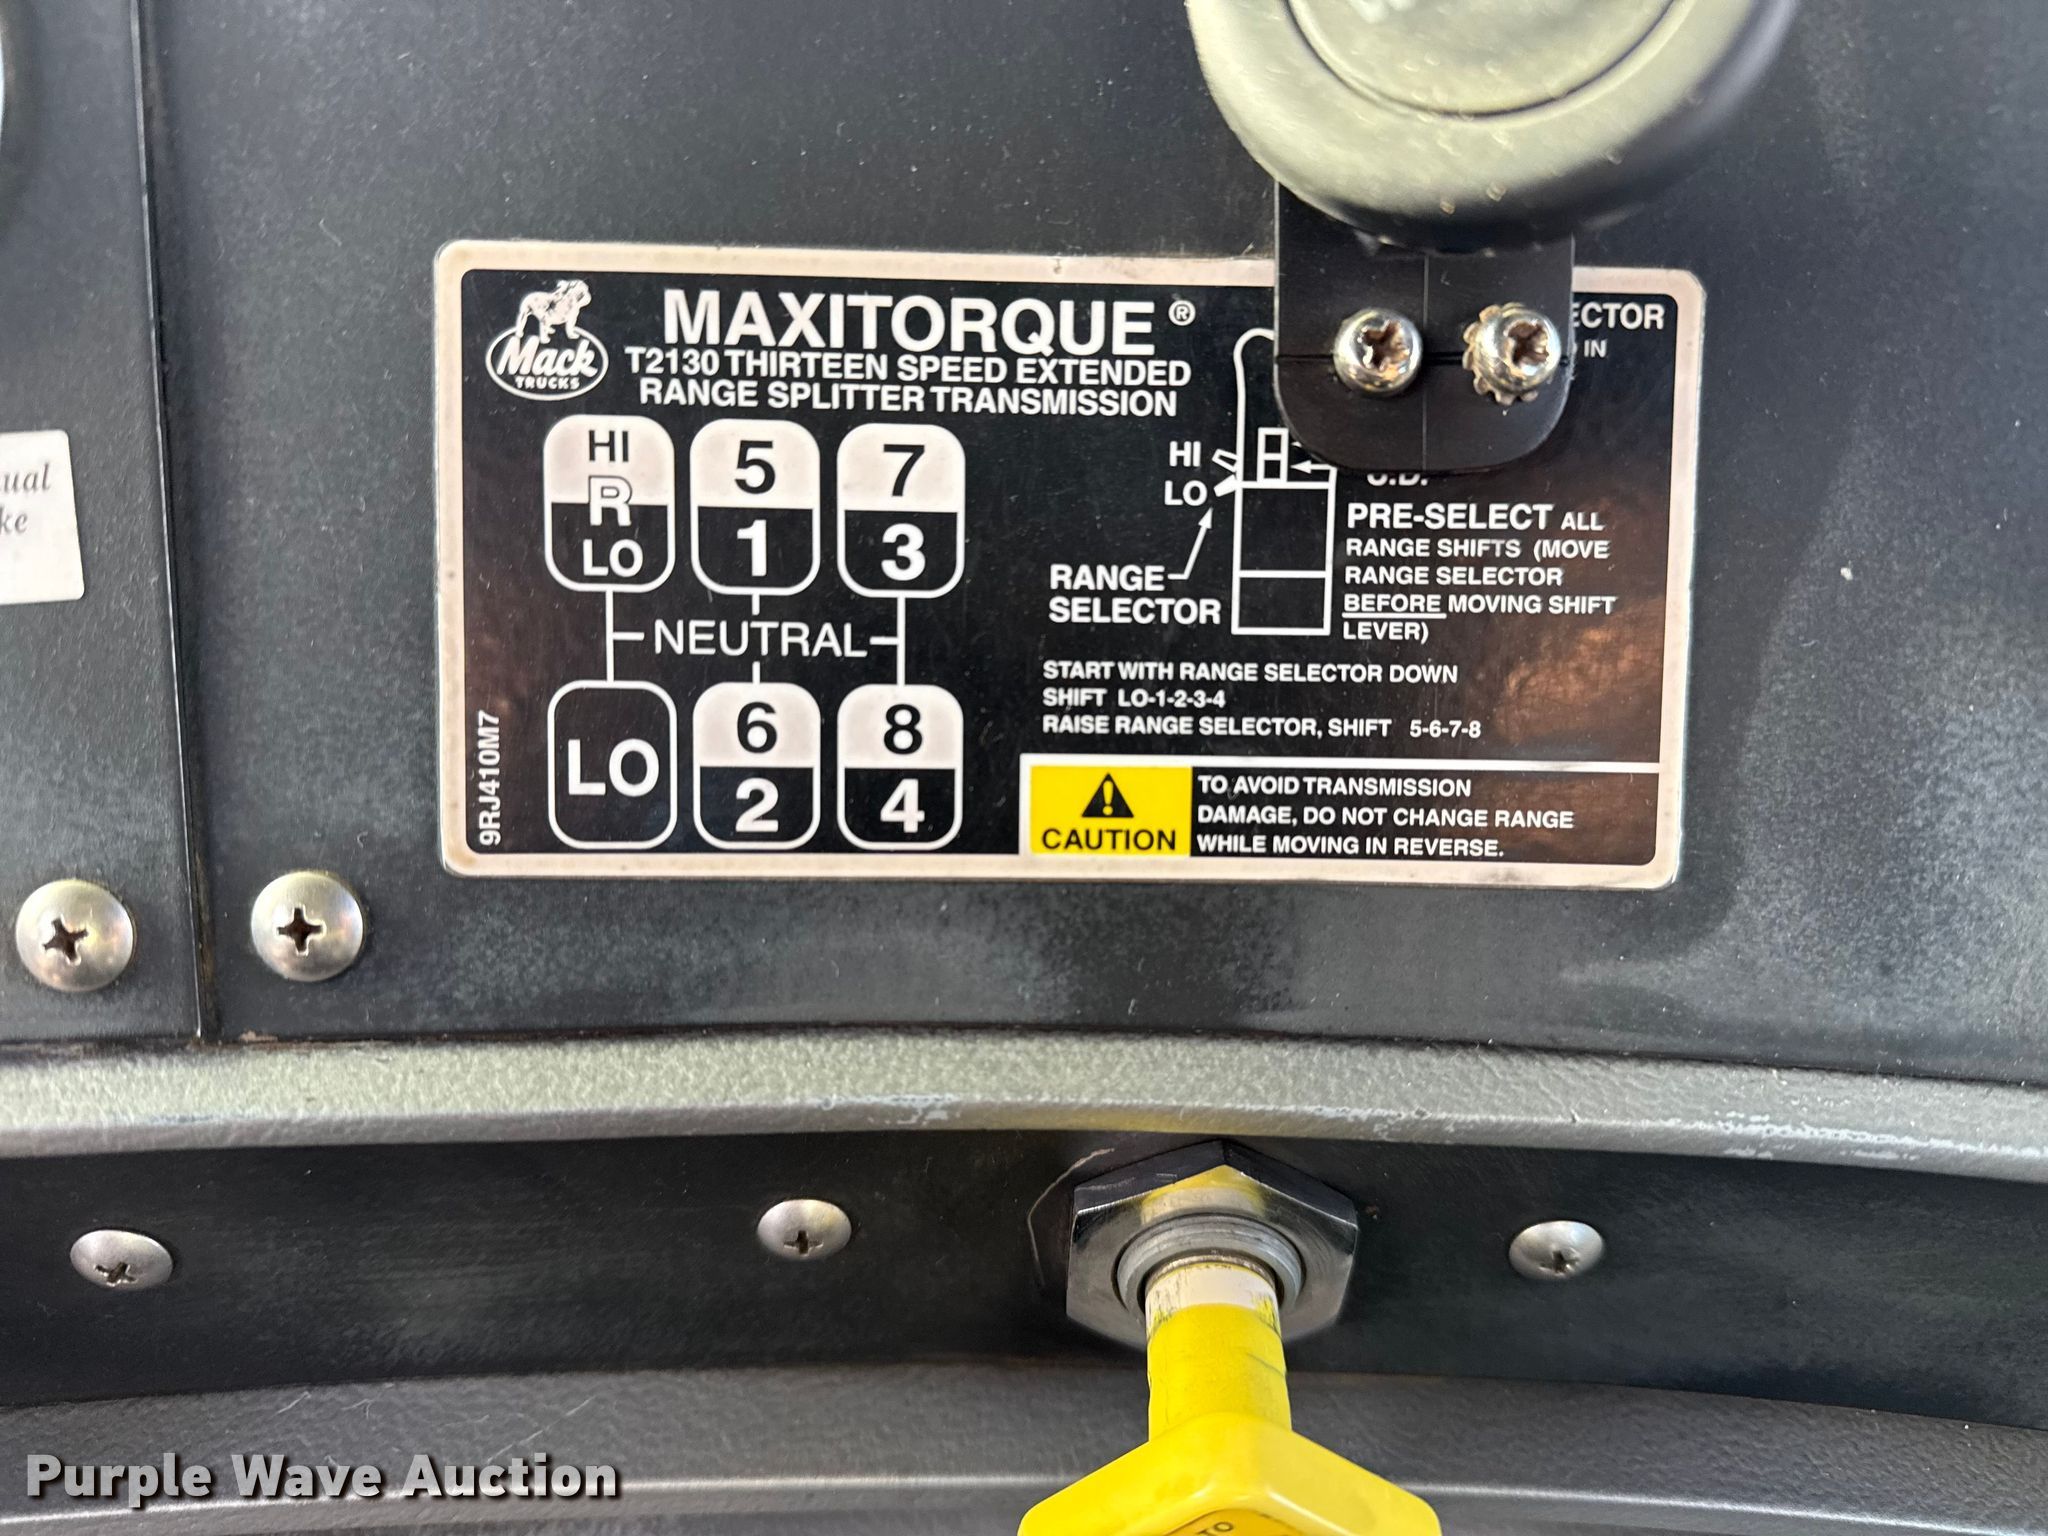 Mack
TRUCKS
MAXITORQUE®
T2130 THIRTEEN SPEED EXTENDED
RANGE SPLITTER TRANSMISSION
HI
R
LO
5
1
7
3
NEUTRAL
LO
6
2
8
4
9RJ410M7
IN
HI
LO
RANGE
SELECTOR
PRE-SELECT ALL
RANGE SHIFTS (MOVE
RANGE SELECTOR
BEFORE MOVING SHIFT
LEVER)
START WITH RANGE SELECTOR DOWN
SHIFT LO-1-2-3-4
RAISE RANGE SELECTOR, SHIFT 5-6-7-8
CAUTION
TO AVOID TRANSMISSION
DAMAGE, DO NOT CHANGE RANGE
WHILE MOVING IN REVERSE.
TO
Purple Wave Auction